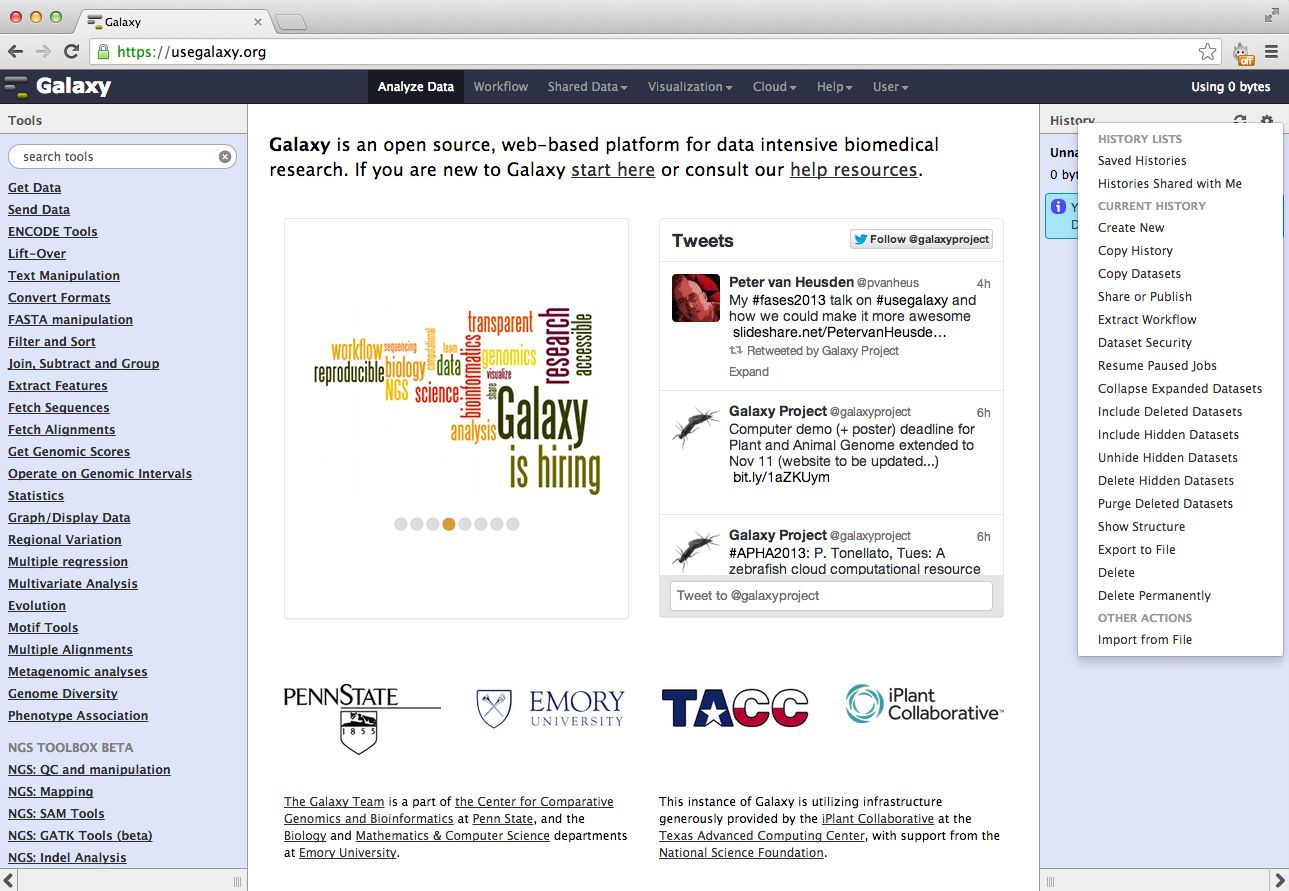 Galaxy
https://usegalaxy.org
off
Galaxy
Analyze Data
Workflow
Shared Data
Visualization
Cloud
Help
User
Using 0 bytes
Tools
search tools
Get Data
Send Data
ENCODE Tools
Lift-Over
Text Manipulation
Convert Formats
FASTA manipulation
Filter and Sort
Join, Subtract and Group
Extract Features
Fetch Sequences
Fetch Alignments
Get Genomic Scores
Operate on Genomic Intervals
Statistics
Graph/Display Data
Regional Variation
Multiple regression
Multivariate Analysis
Evolution
Motif Tools
Multiple Alignments
Metagenomic analyses
Genome Diversity
Phenotype Association
NGS TOOLBOX BETA
NGS: QC and manipulation
NGS: Mapping
NGS: SAM Tools
NGS: GATK Tools (beta)
NGS: Indel Analysis
Galaxy is an open source, web-based platform for data intensive biomedical
research. If you are new to Galaxy start here or consult our help resources.
transparent
research
accessible
workflow
sequencing
computational
team
reproducible
biology
data
bioinformatics
genomics
visualize
NGS
science
share
analysis
Galaxy
is hiring
Tweets
Follow @galaxyproject
Peter van Heusden @pvanheus 4h
My #fases2013 talk on #usegalaxy and
how we could make it more awesome
slideshare.net/PetervanHeusde…
Retweeted by Galaxy Project
Expand
Galaxy Project @galaxyproject 6h
Computer demo (+ poster) deadline for
Plant and Animal Genome extended to
Nov 11 (website to be updated...)
bit.ly/1aZKUym
Galaxy Project @galaxyproject 6h
#APHA2013: P. Tonellato, Tues: A
zebrafish cloud computational resource
Tweet to @galaxyproject
PENNSTATE
1855
EMORY
UNIVERSITY
TACC
iPlant
Collaborative™
The Galaxy Team is a part of the Center for Comparative
Genomics and Bioinformatics at Penn State, and the
Biology and Mathematics & Computer Science departments
at Emory University.
This instance of Galaxy is utilizing infrastructure
generously provided by the iPlant Collaborative at the
Texas Advanced Computing Center, with support from the
National Science Foundation.
History
Unna
0 byt
Y
D
HISTORY LISTS
Saved Histories
Histories Shared with Me
CURRENT HISTORY
Create New
Copy History
Copy Datasets
Share or Publish
Extract Workflow
Dataset Security
Resume Paused Jobs
Collapse Expanded Datasets
Include Deleted Datasets
Include Hidden Datasets
Unhide Hidden Datasets
Delete Hidden Datasets
Purge Deleted Datasets
Show Structure
Export to File
Delete
Delete Permanently
OTHER ACTIONS
Import from File